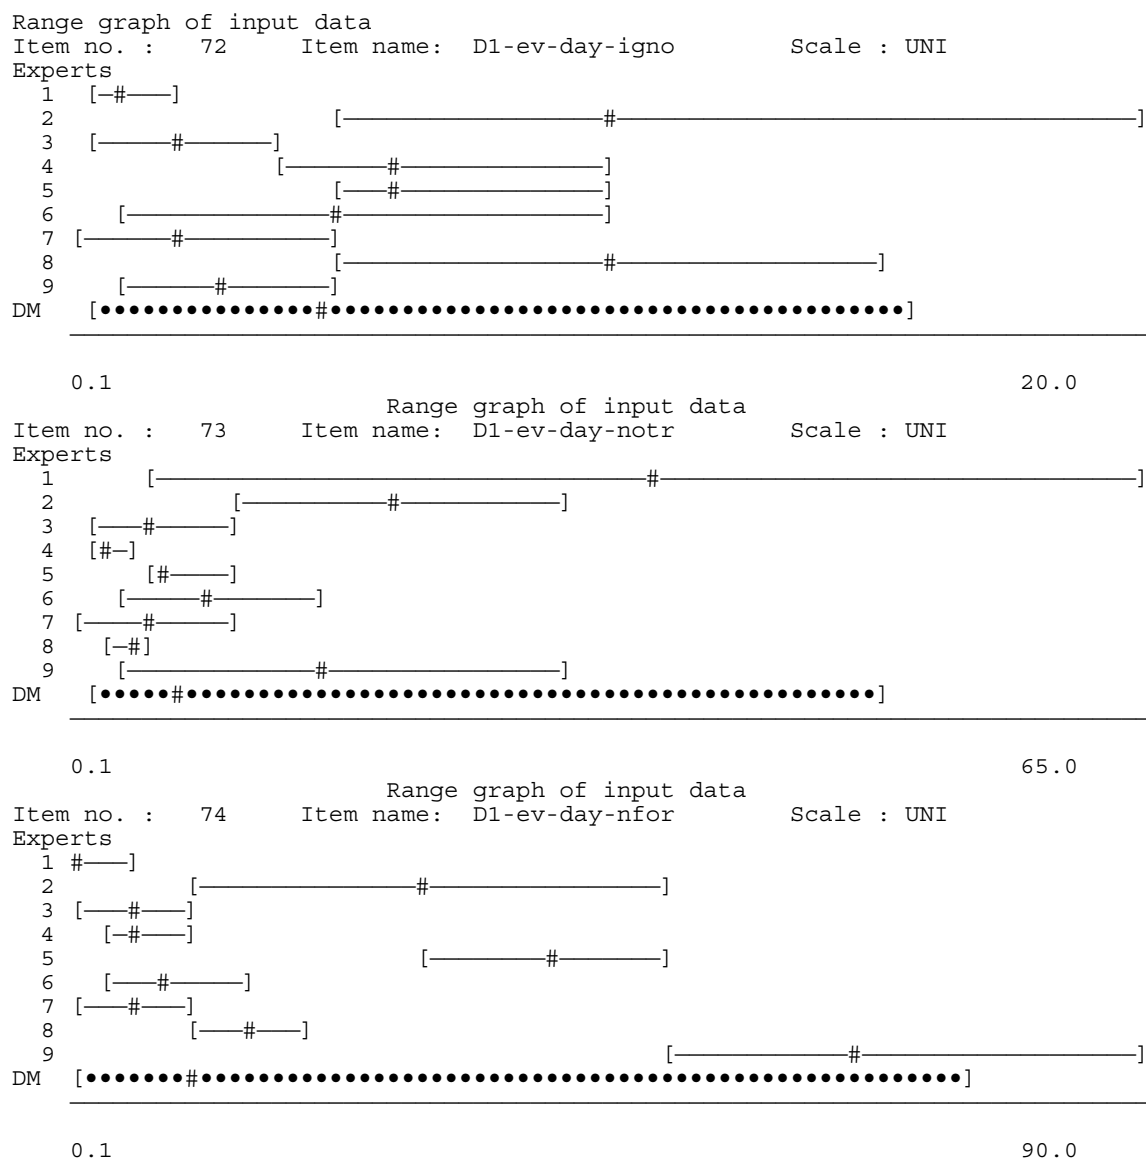 Range graph of input data
Item no. :   72      Item name:  D1-ev-day-igno        Scale : UNI
Experts
  1   [—#———]
  2                       [——————————————————#————————————————————————————————————]
  3   [—————#——————]
  4                   [———————#——————————————]
  5                       [———#——————————————]
  6     [——————————————#——————————————————]
  7  [——————#——————————]
  8                       [——————————————————#——————————————————]
  9     [——————#———————]
DM    [•••••••••••••••#••••••••••••••••••••••••••••••••••••••••]
0.1                                                                 20.0
Range graph of input data
Item no. :   73      Item name:  D1-ev-day-notr        Scale : UNI
Experts
  1       [——————————————————————————————————#—————————————————————————————————]
  2             [——————————#———————————]
  3   [———#—————]
  4   [#—]
  5       [#————]
  6     [—————#———————]
  7  [————#—————]
  8    [—#]
  9     [—————————————#————————————————]
DM    [•••••#••••••••••••••••••••••••••••••••••••••••••••••••]
0.1                                                                 65.0
Range graph of input data
Item no. :   74      Item name:  D1-ev-day-nfor        Scale : UNI
Experts
  1 #———]
  2          [———————————————#————————————————]
  3  [———#———]
  4    [—#———]
  5                          [————————#———————]
  6    [———#—————]
  7  [———#———]
  8          [———#———]
  9                                          [————————————#———————————————————]
DM   [•••••••#•••••••••••••••••••••••••••••••••••••••••••••••••••••]
0.1                                                                 90.0